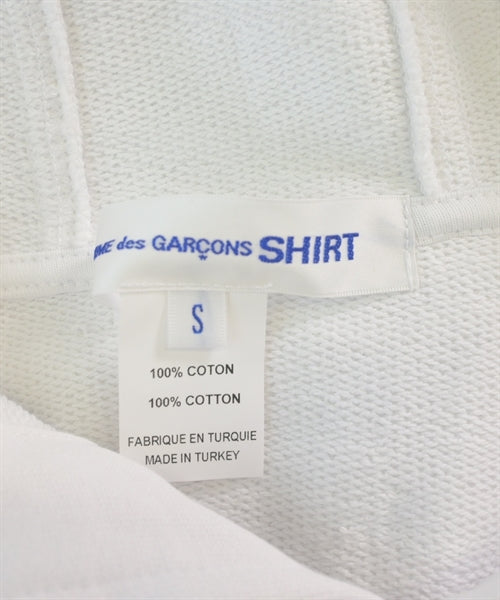 ME des GARÇONS SHIRT
S
100% COTON
100% COTTON
FABRIQUE EN TURQUIE
MADE IN TURKEY